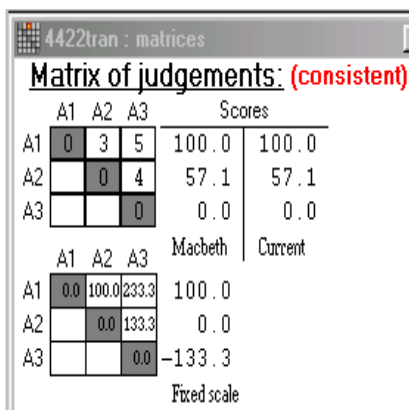 4422tran : matrices
Matrix of judgements: (consistent)
A1 A2 A3 Scores
A1 0 3 5 100.0 100.0
A2 0 4 57.1 57.1
A3 0 0.0 0.0
Macbeth Current
A1 A2 A3
A1 0.0 100.0 233.3 100.0
A2 0.0 133.3 0.0
A3 0.0 -133.3
Fixed scale